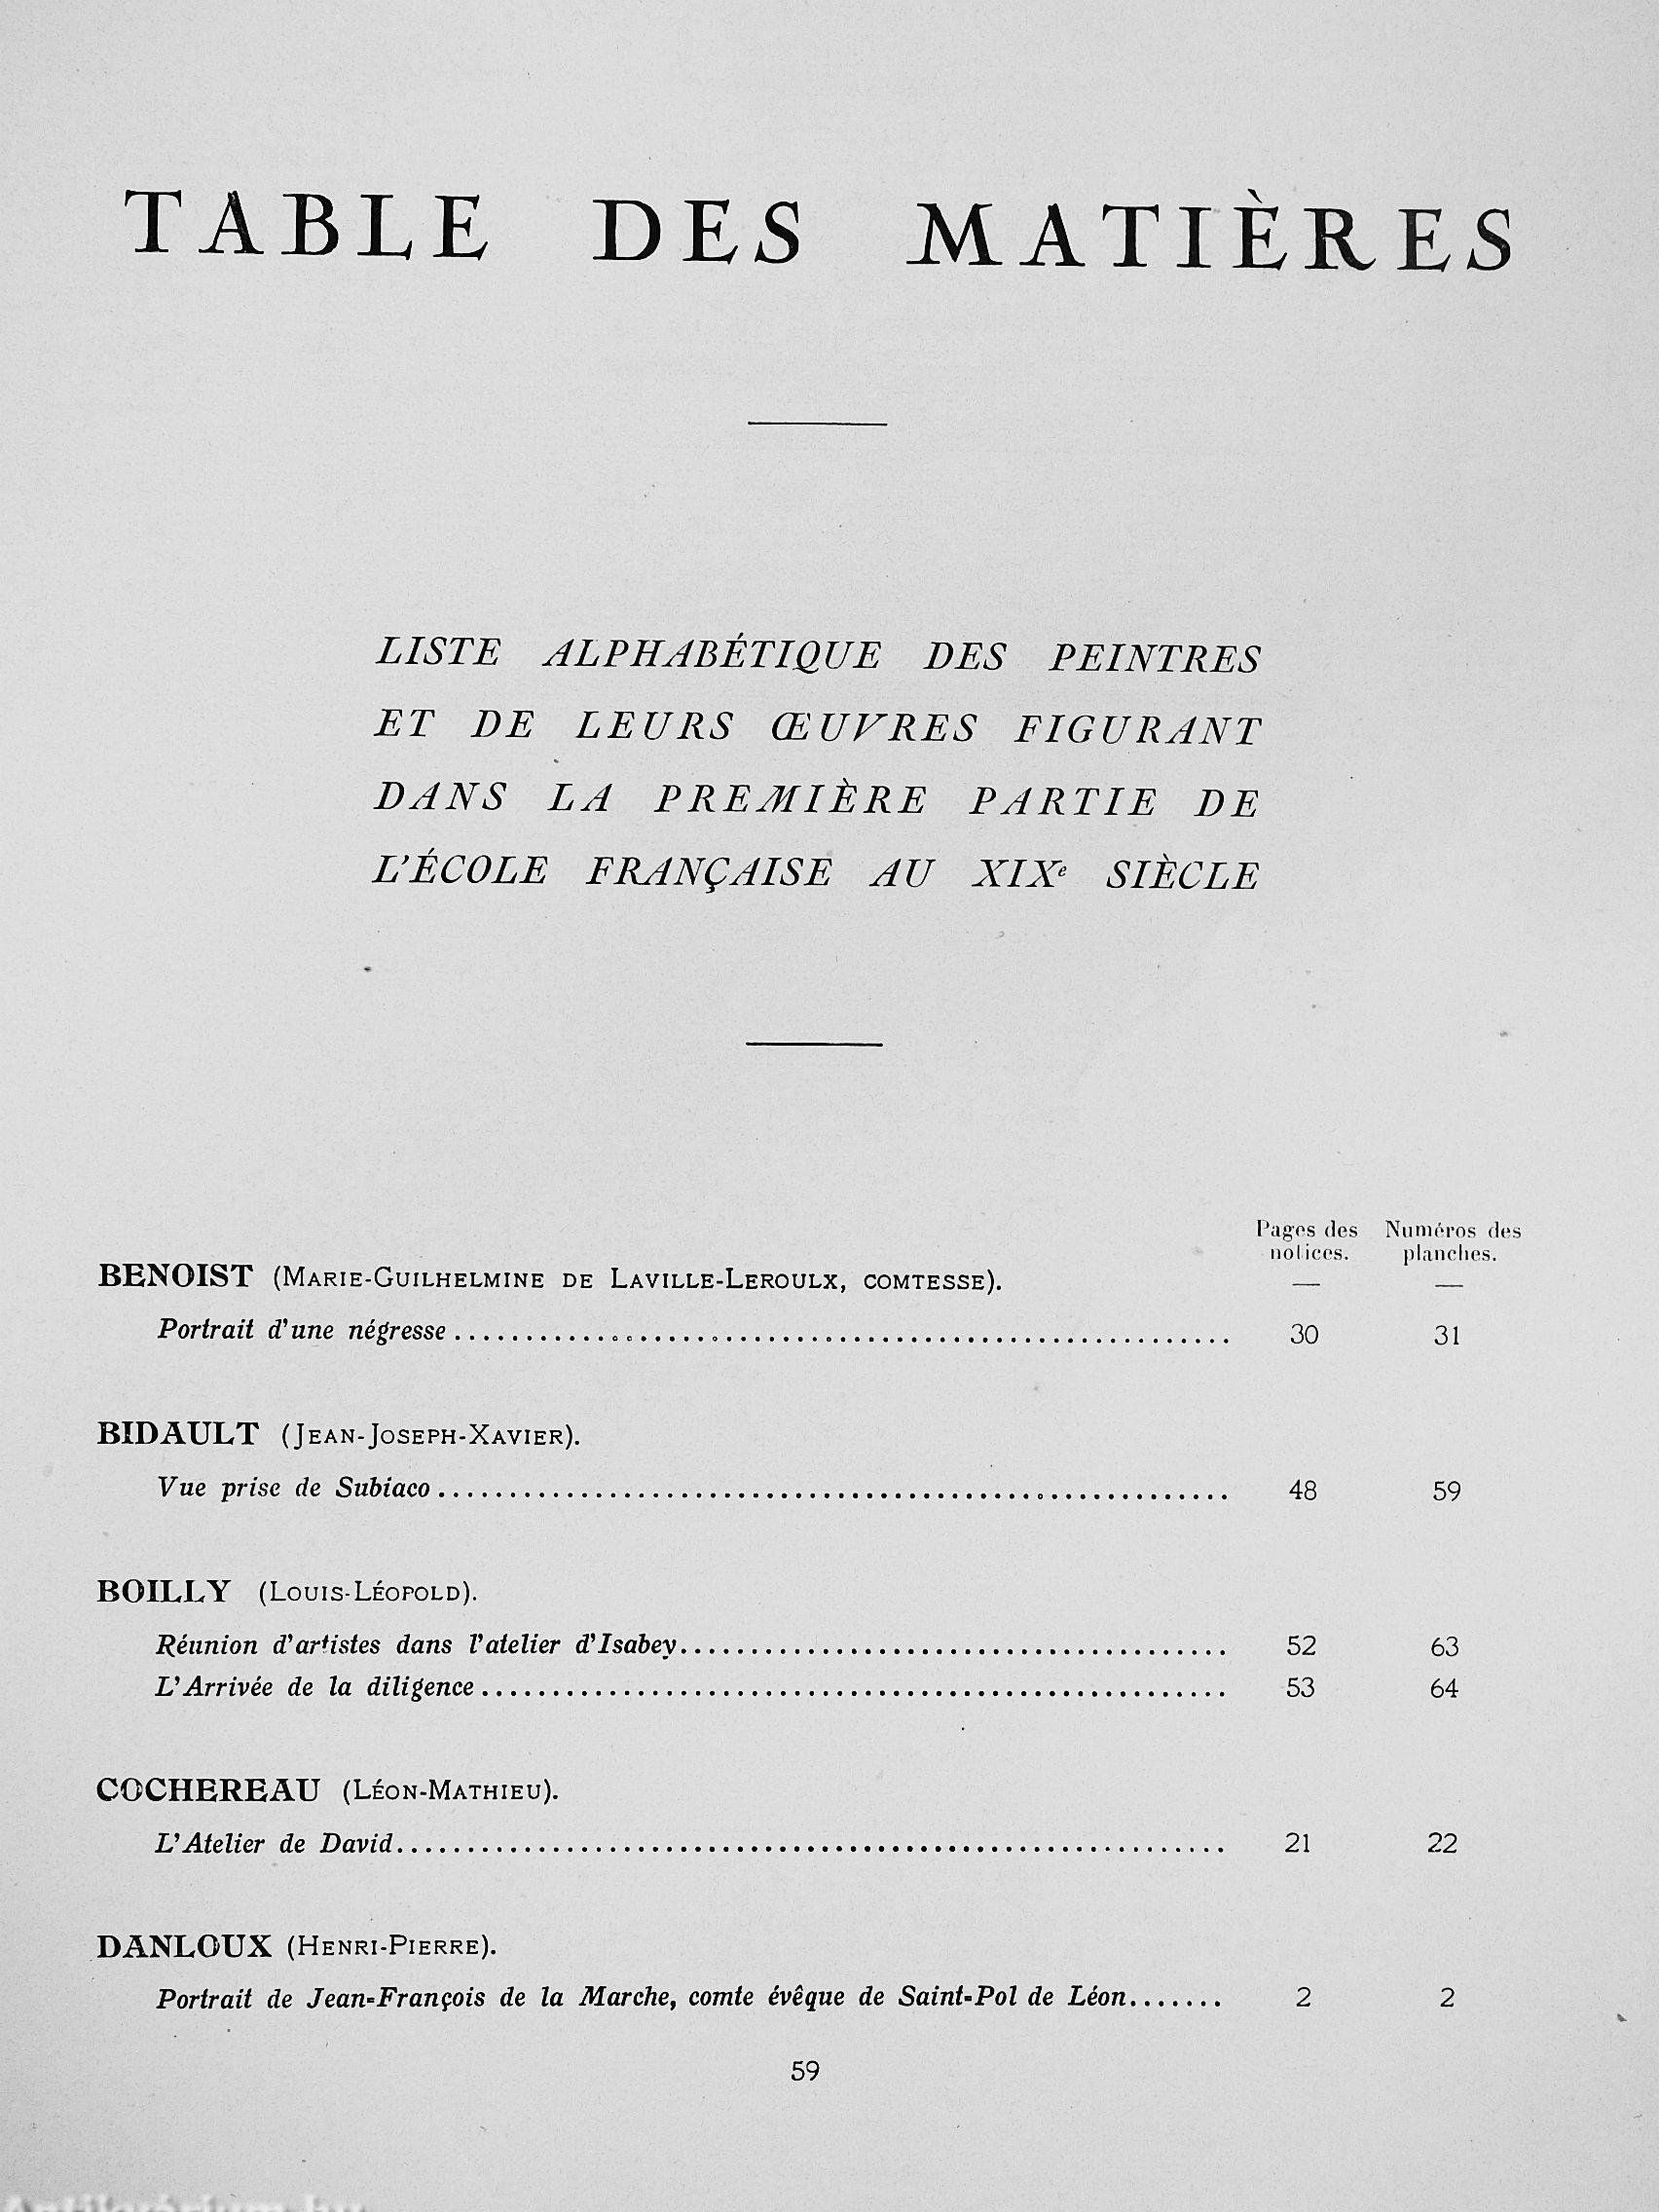 TABLE DES MATIÈRES
LISTE ALPHABÉTIQUE DES PEINTRES
ET DE LEURS ŒUVRES FIGURANT
DANS LA PREMIÈRE PARTIE DE
L'ÉCOLE FRANÇAISE AU XIXe SIÈCLE
Pages des notices. Numéros des planches.
BENOIST (Marie-Guilhelmine de Laville-Leroulx, comtesse).
Portrait d'une négresse 30 31
BIDAULT (Jean-Joseph-Xavier).
Vue prise de Subiaco 48 59
BOILLY (Louis-Léopold).
Réunion d'artistes dans l'atelier d'Isabey 52 63
L'Arrivée de la diligence 53 64
COCHEREAU (Léon-Mathieu).
L'Atelier de David 21 22
DANLOUX (Henri-Pierre).
Portrait de Jean-François de la Marche, comte évêque de Saint-Pol de Léon 2 2
59